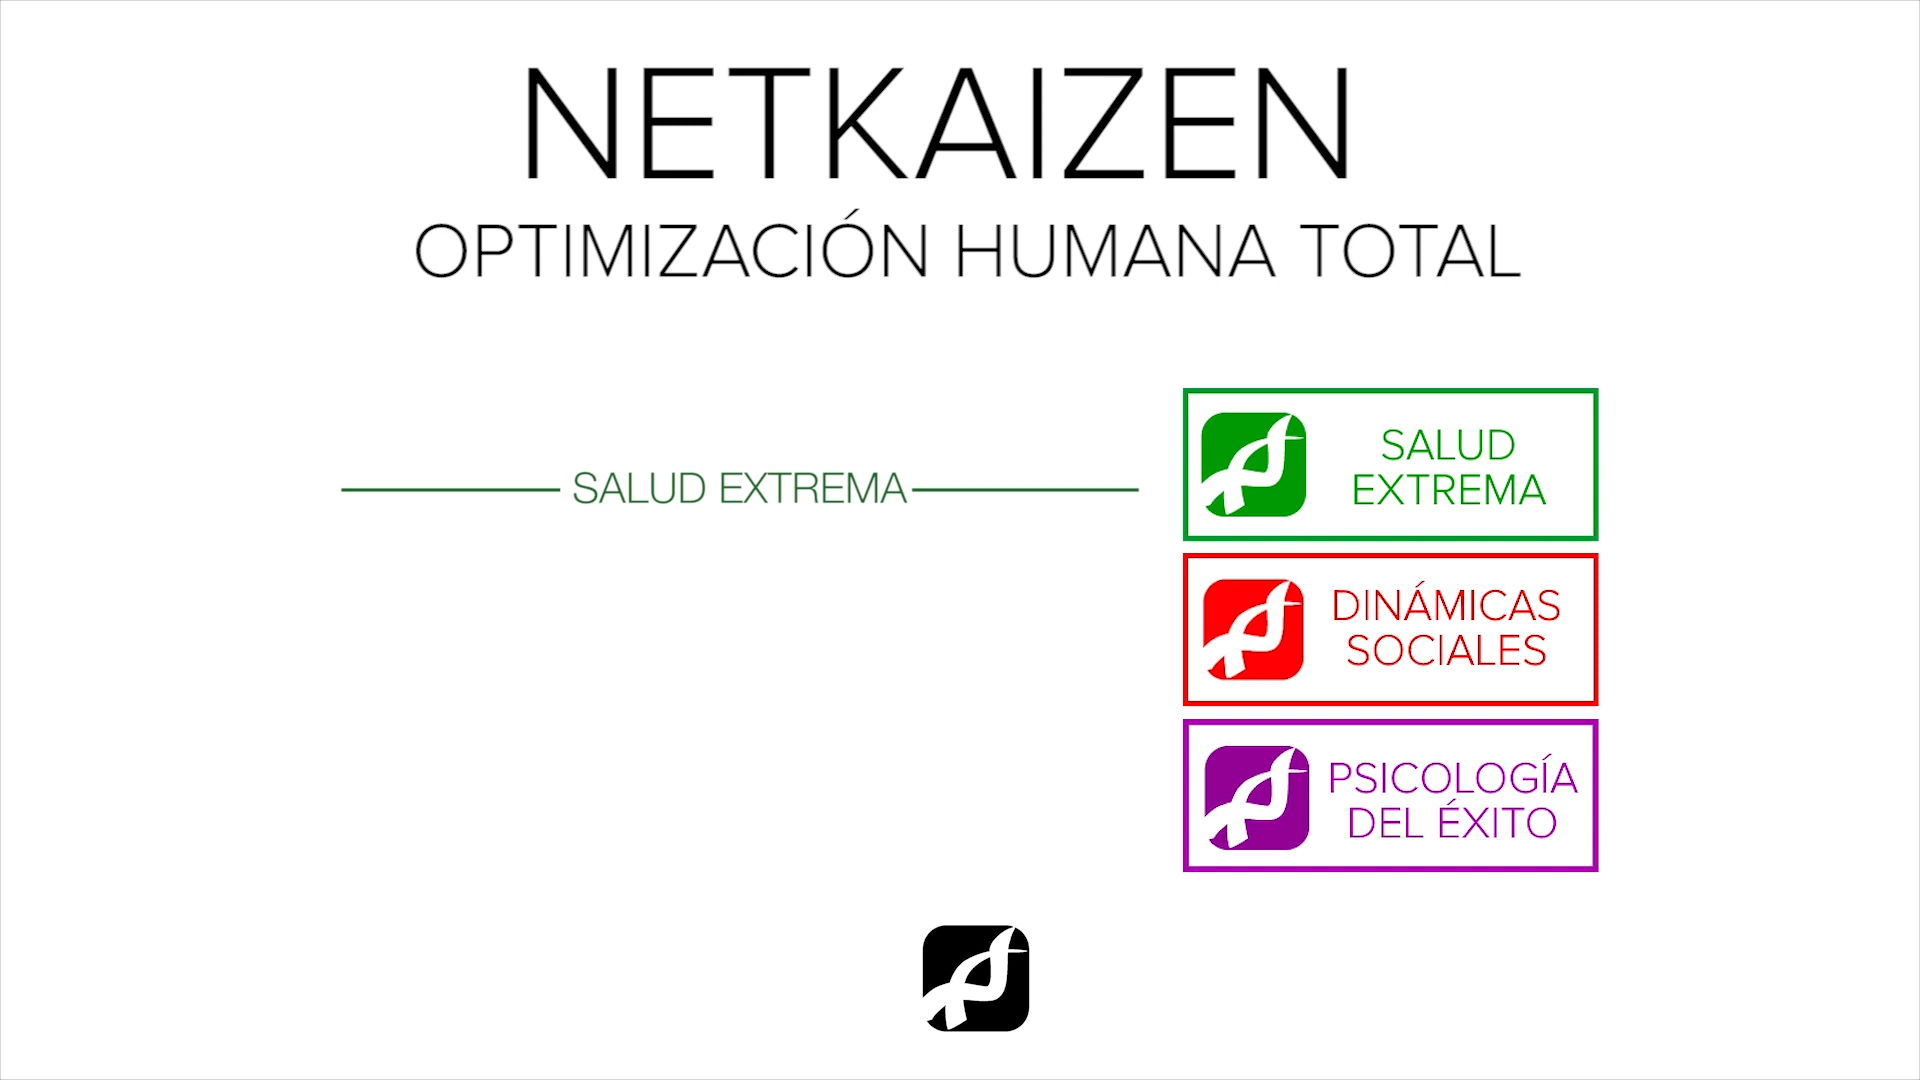 NETKAIZEN
OPTIMIZACIÓN HUMANA TOTAL
SALUD EXTREMA
SALUD
EXTREMA
DINÁMICAS
SOCIALES
PSICOLOGÍA
DEL ÉXITO